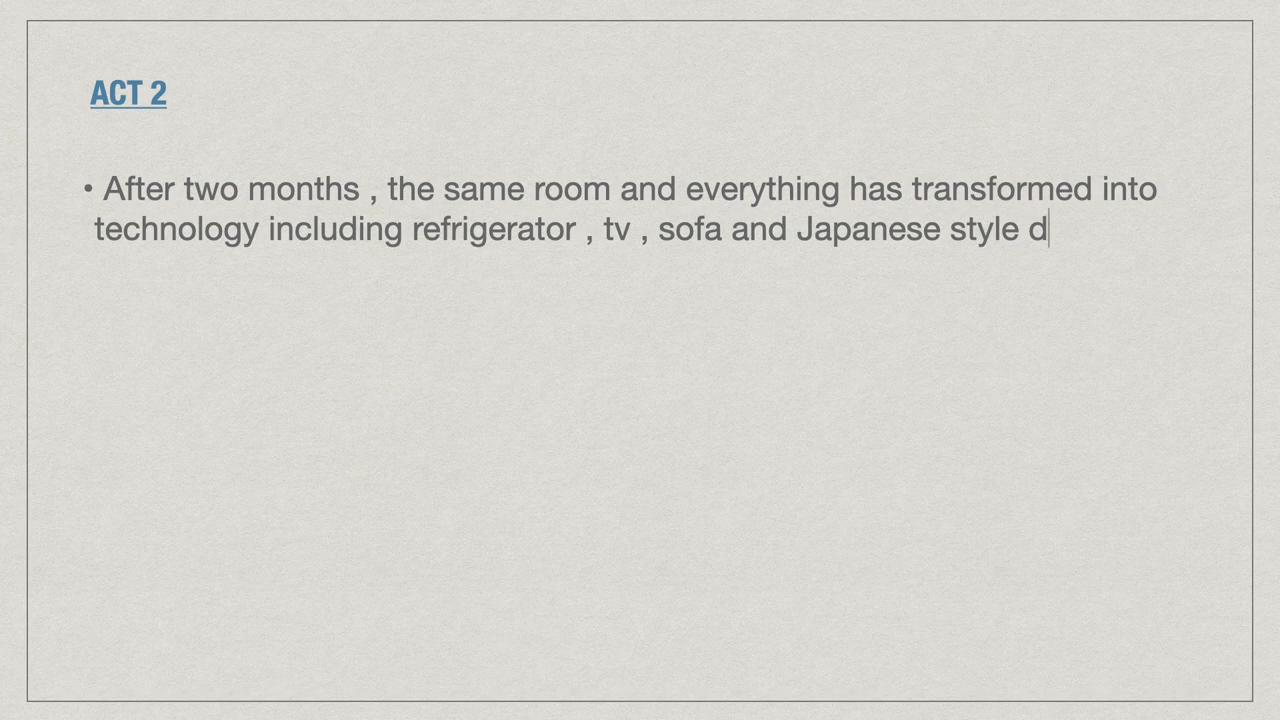 ACT 2
• After two months , the same room and everything has transformed into
technology including refrigerator , tv , sofa and Japanese style d